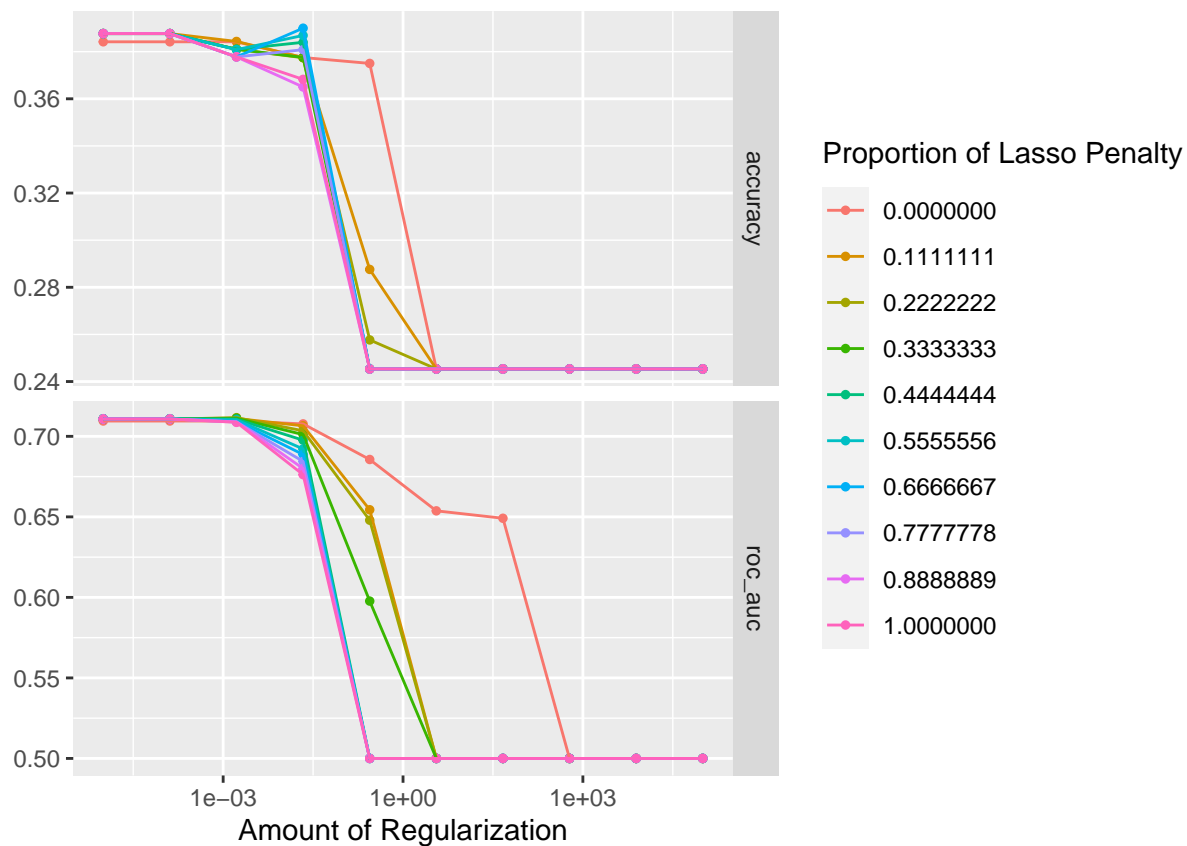 0.36
0.32
0.28
0.24
accuracy
0.70
0.65
0.60
0.55
0.50
roc_auc
1e−03
1e+00
1e+03
Amount of Regularization
Proportion of Lasso Penalty
0.0000000
0.1111111
0.2222222
0.3333333
0.4444444
0.5555556
0.6666667
0.7777778
0.8888889
1.0000000